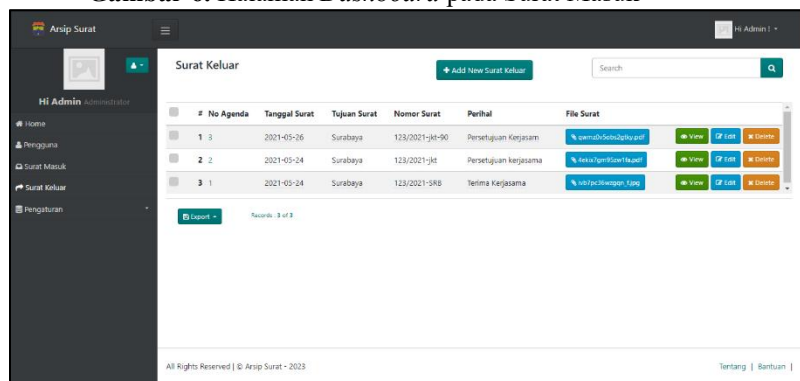 Gambar 6. Halaman Dashboard pada Surat Masuk
Arsip Surat
Hi Admin !
Surat Keluar
Add New Surat Keluar
Search
Hi Admin Administrator
Home
Pengguna
Surat Masuk
Surat Keluar
Pengaturan
# No Agenda Tanggal Surat Tujuan Surat Nomor Surat Perihal File Surat
1 3 2021-05-26 Surabaya 123/2021-jkt-90 Persetujuan Kerjasam View Edit Delete
2 2 2021-05-24 Surabaya 123/2021-jkt Persetujuan kerjasama View Edit Delete
3 1 2021-05-24 Surabaya 123/2021-SRB Terima Kerjasama View Edit Delete
Export
Records : 3 of 3
All Rights Reserved | © Arsip Surat - 2023
Tentang | Bantuan |